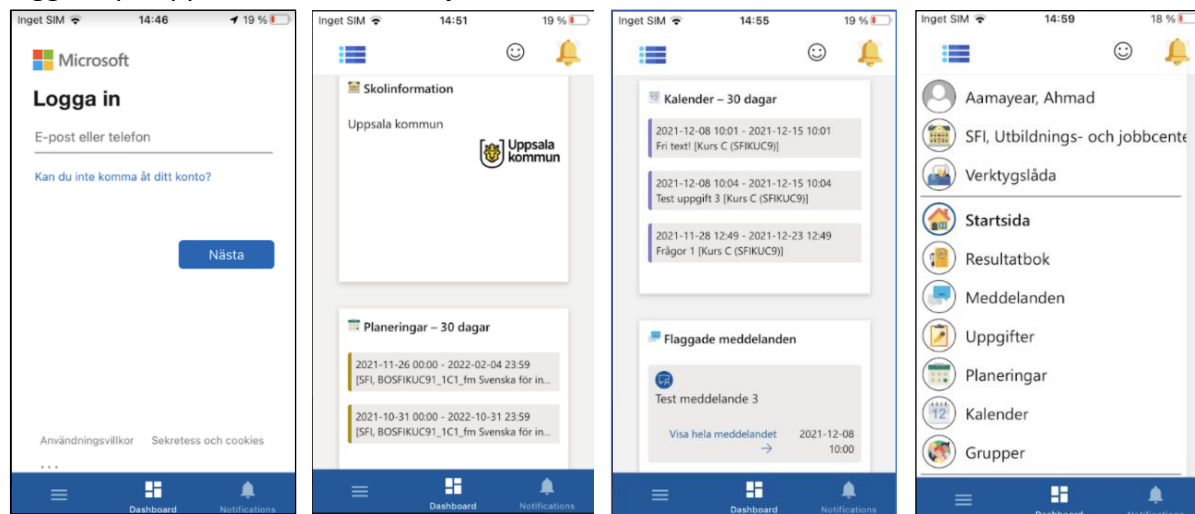 Inget SIM 14:46 19 %
Microsoft
Logga in
E-post eller telefon
Kan du inte komma åt ditt konto?
Nästa
Användningsvillkor Sekretess och cookies
...
Dashboard Notifications
Inget SIM 14:51 19 %
Skolinformation
Uppsala kommun
Uppsala
kommun
Planeringar – 30 dagar
2021-11-26 00:00 - 2022-02-04 23:59
[SFI, BOSFIKUC91_1C1_fm Svenska för in...
2021-10-31 00:00 - 2022-10-31 23:59
[SFI, BOSFIKUC91_1C1_fm Svenska för in...
Dashboard Notifications
Inget SIM 14:55 19 %
Kalender – 30 dagar
2021-12-08 10:01 - 2021-12-15 10:01
Fri text! [Kurs C (SFIKUC9)]
2021-12-08 10:04 - 2021-12-15 10:04
Test uppgift 3 [Kurs C (SFIKUC9)]
2021-11-28 12:49 - 2021-12-23 12:49
Frågor 1 [Kurs C (SFIKUC9)]
Flaggade meddelanden
Test meddelande 3
Visa hela meddelandet → 2021-12-08
10:00
Dashboard Notifications
Inget SIM 14:59 18 %
Aamayear, Ahmad
SFI, Utbildnings- och jobbcente
Verktygslåda
Startsida
Resultatbok
Meddelanden
Uppgifter
Planeringar
12 Kalender
Grupper